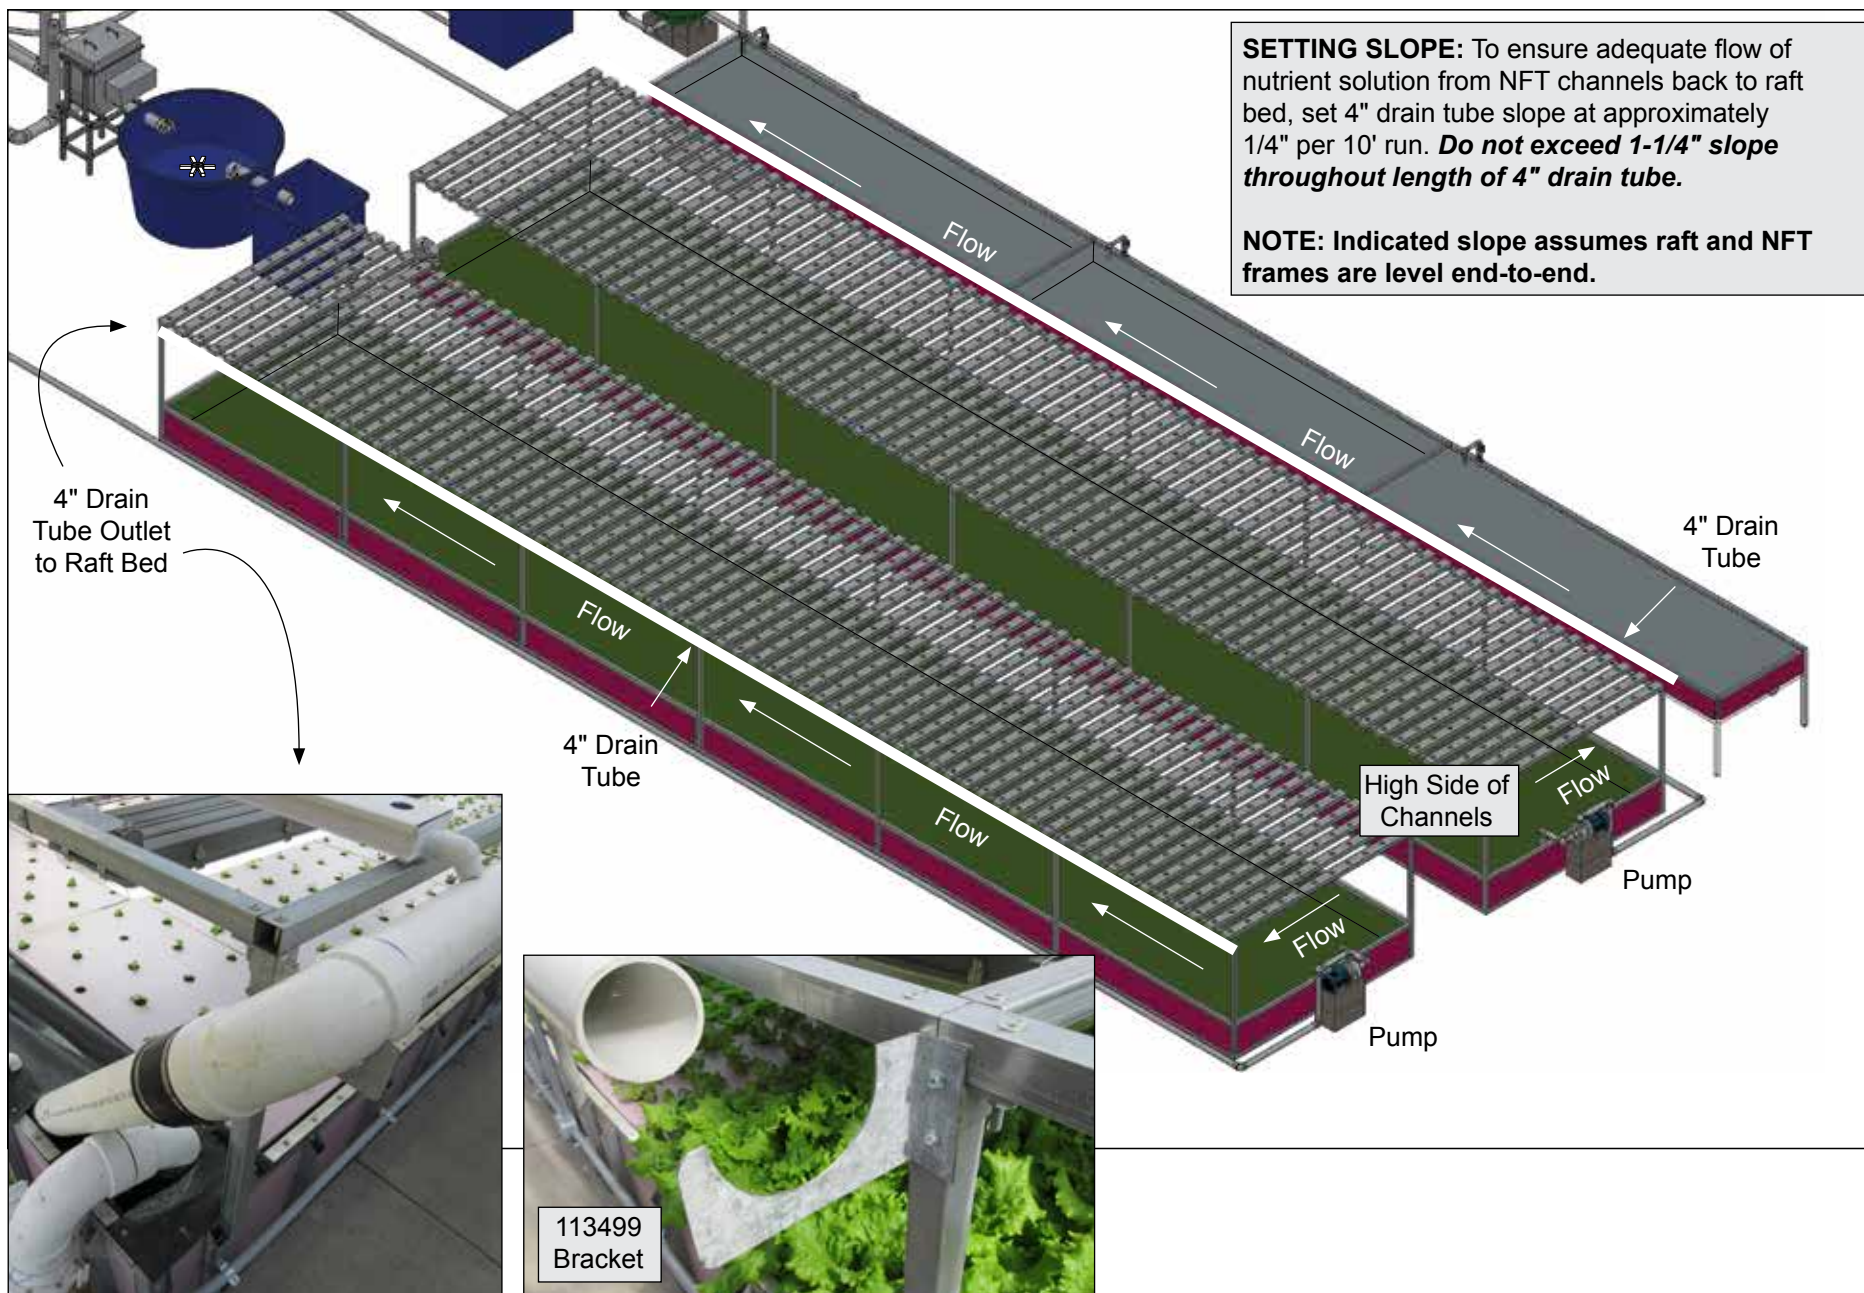 SETTING SLOPE: To ensure adequate flow of
nutrient solution from NFT channels back to raft
bed, set 4" drain tube slope at approximately
1/4" per 10' run. Do not exceed 1-1/4" slope
throughout length of 4" drain tube.
NOTE: Indicated slope assumes raft and NFT
frames are level end-to-end.
Flow
Flow
4" Drain
Tube Outlet
to Raft Bed
4" Drain
Tube
Flow
4" Drain
Tube
High Side of
Channels
Flow
Flow
Pump
Flow
Pump
113499
Bracket